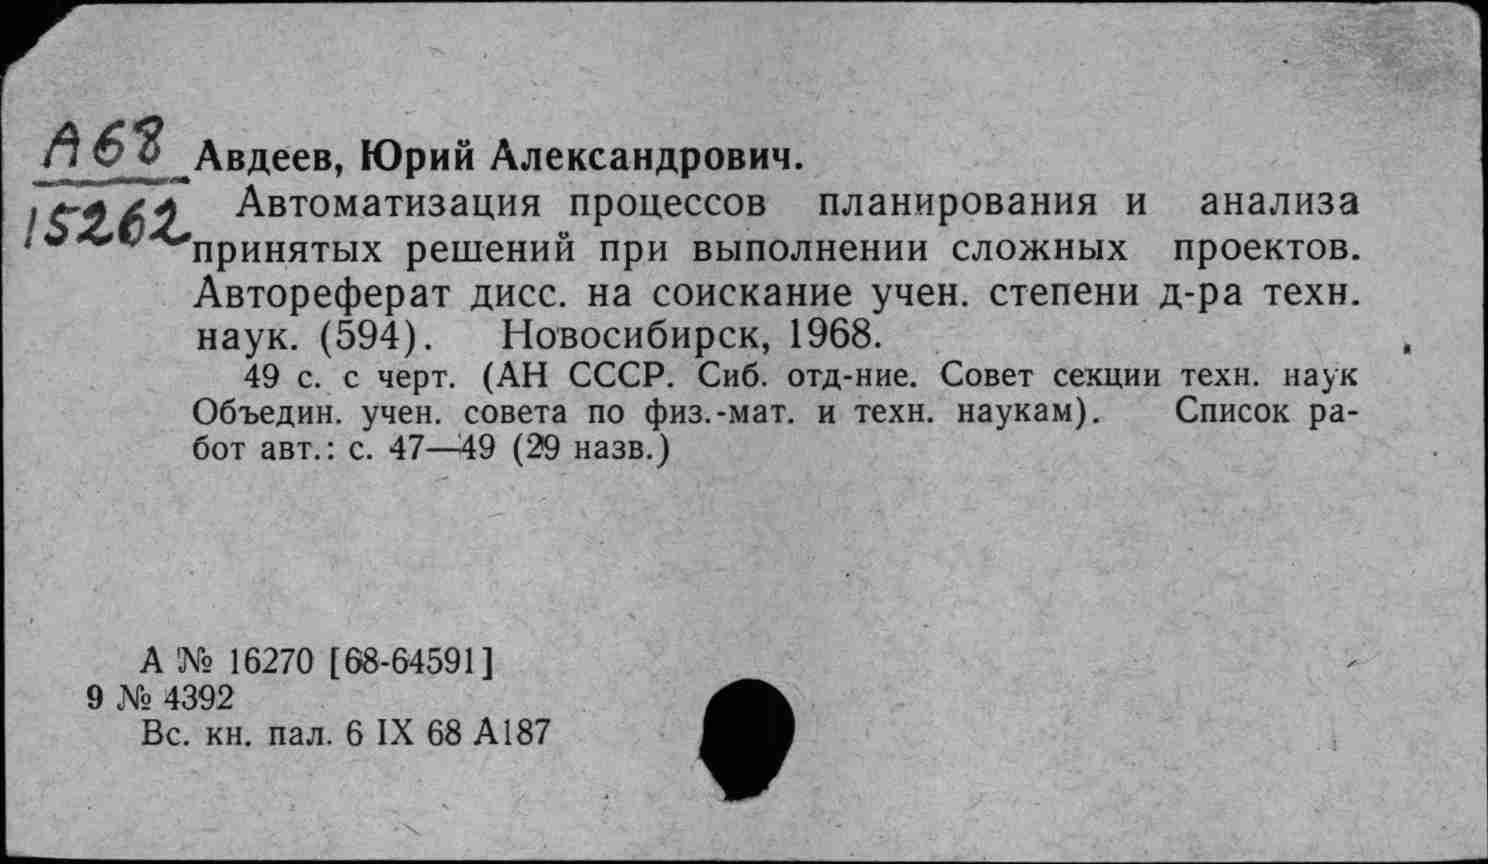 А68
15262
Авдеев, Юрий Александрович.
Автоматизация процессов планирования и анализа
принятых решений при выполнении сложных проектов.
Автореферат дисс. на соискание учен. степени д-ра техн.
наук. (594). Новосибирск, 1968.
49 с. с черт. (АН СССР. Сиб. отд-ние. Совет секции техн. наук
Объедин. учен. совета по физ.-мат. и техн. наукам). Список ра-
бот авт.: с. 47—49 (29 назв.)
А № 16270 [68-64591]
9 № 4392
Вс. кн. пал. 6 IX 68 А187